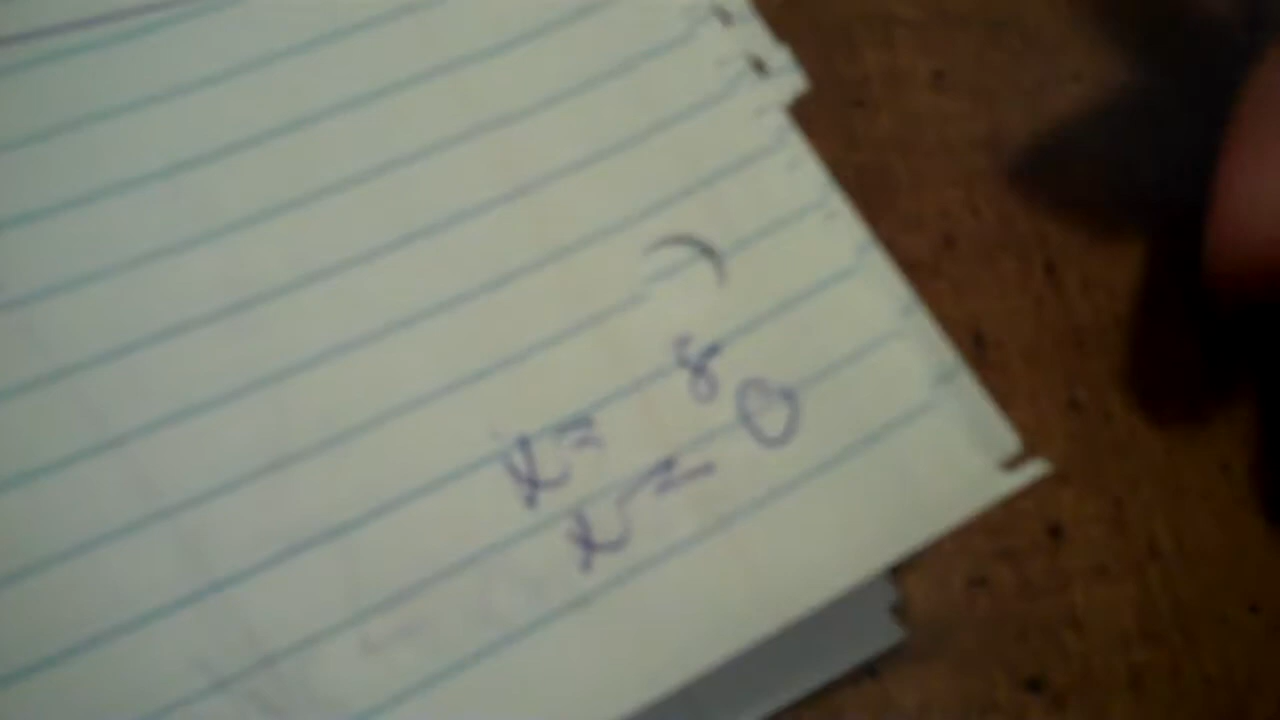 x = 8
x = 0